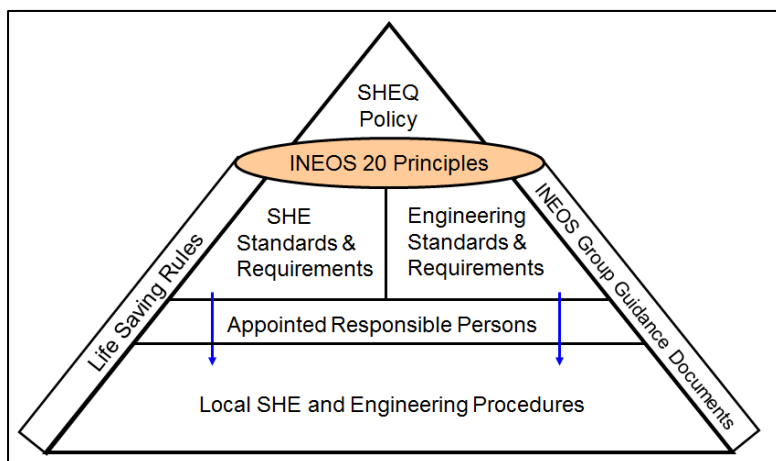 SHEQ
Policy
INEOS 20 Principles
SHE
Standards &
Requirements
Engineering
Standards &
Requirements
Appointed Responsible Persons
Local SHE and Engineering Procedures
Life Saving Rules
INEOS Group Guidance Documents